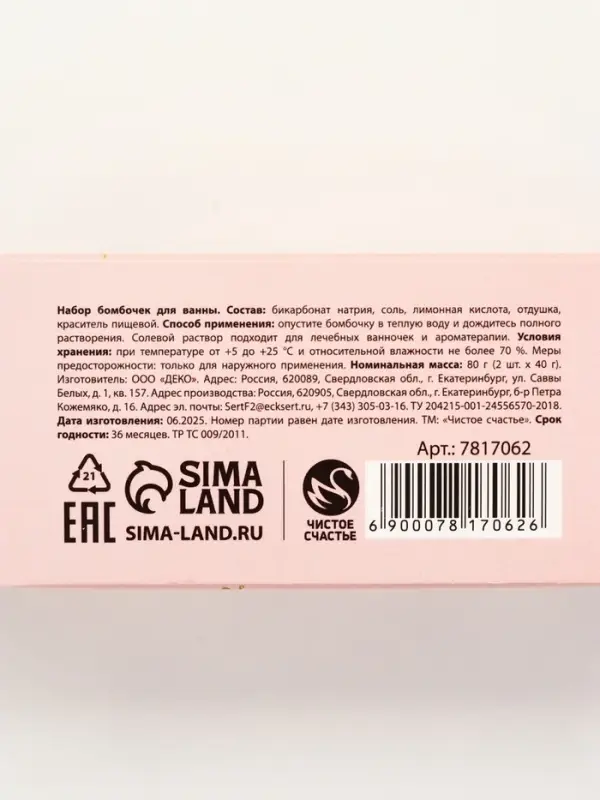 Набор бомбочек для ванны. Состав: бикарбонат натрия, соль, лимонная кислота, отдушка,
краситель пищевой. Способ применения: опустите бомбочку в теплую воду и дождитесь полного
растворения. Солевой раствор подходит для лечебных ванночек и ароматерапии. Условия
хранения: при температуре от +5 до +25 °С и относительной влажности не более 70 %. Меры
предосторожности: только для наружного применения. Номинальная масса: 80 г (2 шт. х 40 г).
Изготовитель: ООО «ДЕКО». Адрес: Россия, 620089, Свердловская обл., г. Екатеринбург, ул. Саввы
Белых, д. 1, кв. 157. Адрес производства: Россия, 620905, Свердловская обл., г. Екатеринбург, б-р Петра
Кожемяко, д. 16. Адрес эл. почты: SertF2@ecksert.ru, +7 (343) 305-03-16. ТУ 204215-001-24556570-2018.
Дата изготовления: 06.2025. Номер партии равен дате изготовления. ТМ: «Чистое счастье». Срок
годности: 36 месяцев. ТР ТС 009/2011.
Арт.: 7817062
21
EAC
SIMA
LAND
SIMA-LAND.RU
ЧИСТОЕ
СЧАСТЬЕ
6 900078 170626